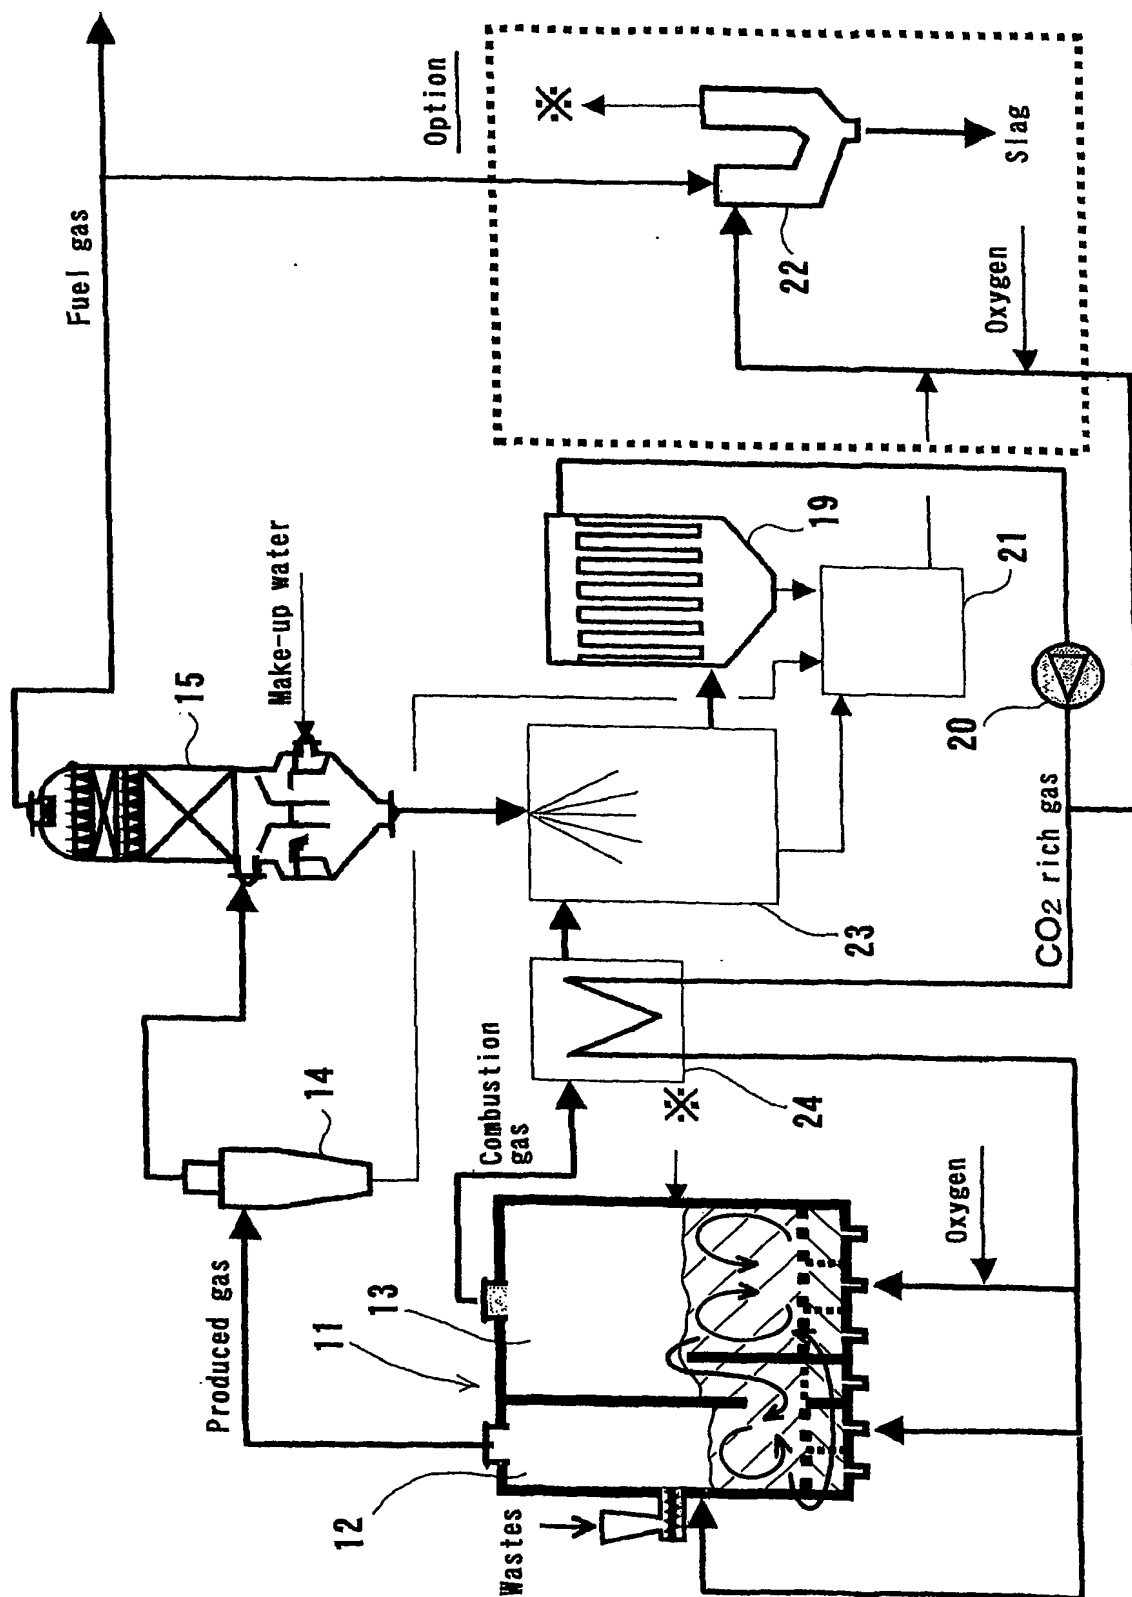 Fuel gas
Option
※
Slag
22
Oxygen
15
Make-up water
19
21
20
CO2 rich gas
23
14
Combustion
gas
24
※
Produced gas
11
13
12
Wastes
Oxygen